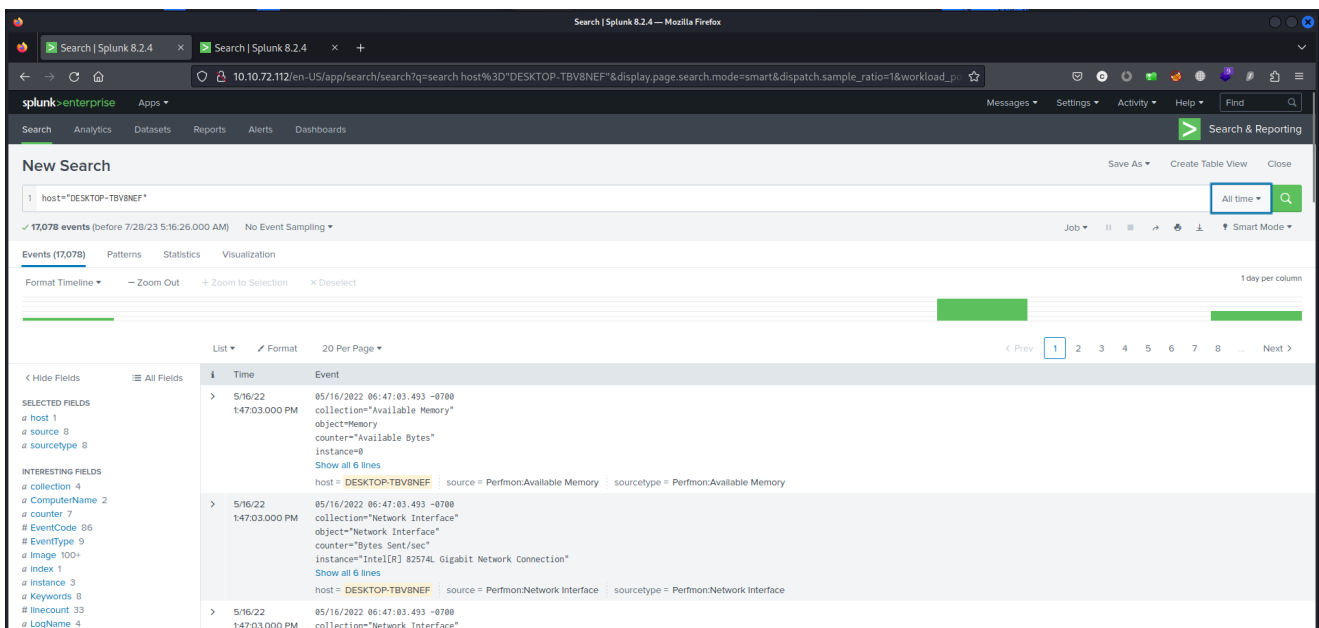 Search | Splunk 8.2.4 — Mozilla Firefox
Search | Splunk 8.2.4 × Search | Splunk 8.2.4 × +
10.10.72.112/en-US/app/search/search?q=search host%3D"DESKTOP-TBV8NEF"&display.page.search.mode=smart&dispatch.sample_ratio=1&workload_po 9
splunk>enterprise Apps Messages Settings Activity Help Find
Search Analytics Datasets Reports Alerts Dashboards > Search & Reporting
New Search Save As Create Table View Close
1 host="DESKTOP-TBV8NEF" All time
✓ 17,078 events (before 7/28/23 5:16:26.000 AM) No Event Sampling Job Smart Mode
Events (17,078) Patterns Statistics Visualization
Format Timeline — Zoom Out + Zoom to Selection × Deselect 1 day per column
List Format 20 Per Page < Prev 1 2 3 4 5 6 7 8 ... Next >
< Hide Fields All Fields i Time Event
SELECTED FIELDS
a host 1
a source 8
a sourcetype 8
INTERESTING FIELDS
a collection 4
a ComputerName 2
a counter 7
# EventCode 86
# EventType 9
a Image 100+
a index 1
a instance 3
a Keywords 8
# linecount 33
a LogName 4
> 5/16/22 05/16/2022 06:47:03.493 -0700
1:47:03.000 PM collection="Available Memory"
object=Memory
counter="Available Bytes"
instance=0
Show all 6 lines
host = DESKTOP-TBV8NEF source = Perfmon:Available Memory sourcetype = Perfmon:Available Memory
> 5/16/22 05/16/2022 06:47:03.493 -0700
1:47:03.000 PM collection="Network Interface"
object="Network Interface"
counter="Bytes Sent/sec"
instance="Intel[R] 82574L Gigabit Network Connection"
Show all 6 lines
host = DESKTOP-TBV8NEF source = Perfmon:Network Interface sourcetype = Perfmon:Network Interface
> 5/16/22 05/16/2022 06:47:03.493 -0700
1:47:03.000 PM collection="Network Interface"